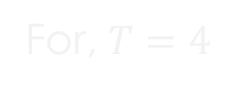 For, T = 4